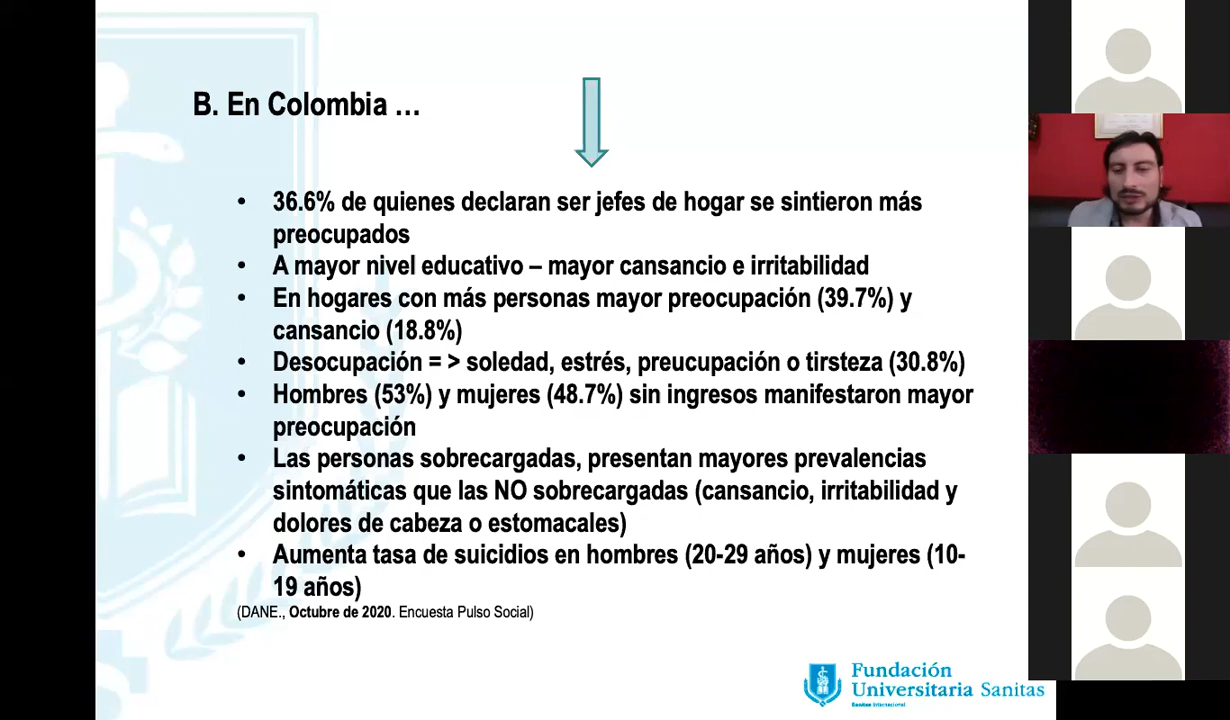 B. En Colombia …
• 36.6% de quienes declaran ser jefes de hogar se sintieron más
preocupados
• A mayor nivel educativo – mayor cansancio e irritabilidad
• En hogares con más personas mayor preocupación (39.7%) y
cansancio (18.8%)
• Desocupación = > soledad, estrés, preucupación o tirsteza (30.8%)
• Hombres (53%) y mujeres (48.7%) sin ingresos manifestaron mayor
preocupación
• Las personas sobrecargadas, presentan mayores prevalencias
sintomáticas que las NO sobrecargadas (cansancio, irritabilidad y
dolores de cabeza o estomacales)
• Aumenta tasa de suicidios en hombres (20-29 años) y mujeres (10-
19 años)
(DANE., Octubre de 2020. Encuesta Pulso Social)
Fundación
Universitaria Sanitas
Sanitas Internacional